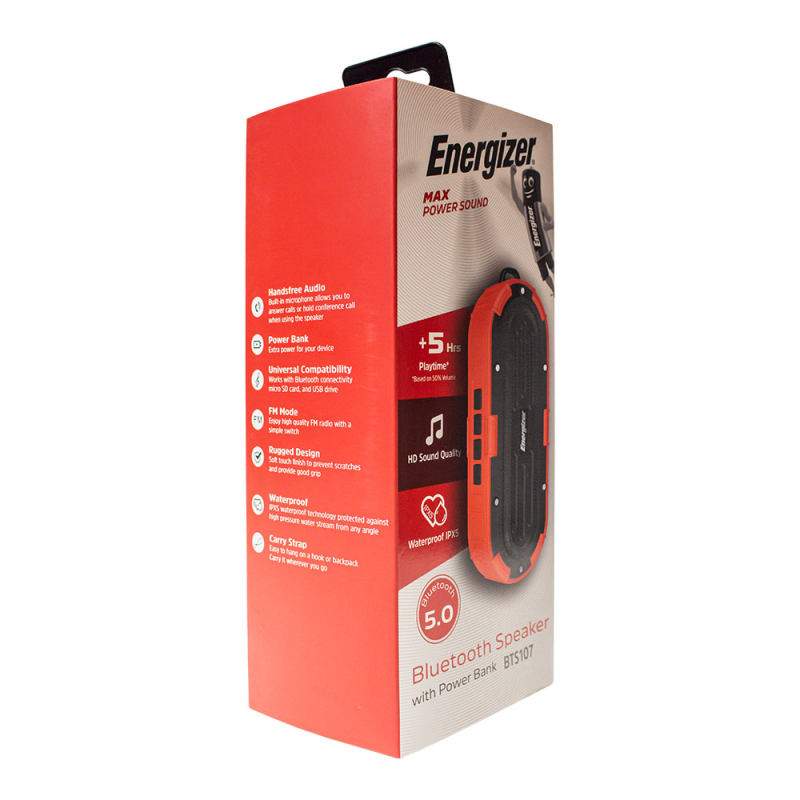 Handsfree Audio
Built-in microphone allows you to
answer calls or hold conference call
when using the speaker
Power Bank
Extra power for your device
Universal Compatibility
Works with Bluetooth connectivity
micro SD card, and USB drive
FM
FM Mode
Enjoy high quality FM radio with a
simple switch
Rugged Design
Soft touch finish to prevent scratches
and provide good grip
Waterproof
IPX5 waterproof technology protected against
high pressure water stream from any angle
Carry Strap
Easy to hang on a hook or backpack
Carry it wherever you go
Energizer
MAX
POWER SOUND
Energizer
+5 Hrs
Playtime*
*Based on 50% Volume
HD Sound Quality
IPX5
Waterproof IPX5
Energizer
Bluetooth
5.0
Bluetooth Speaker
with Power Bank BTS107